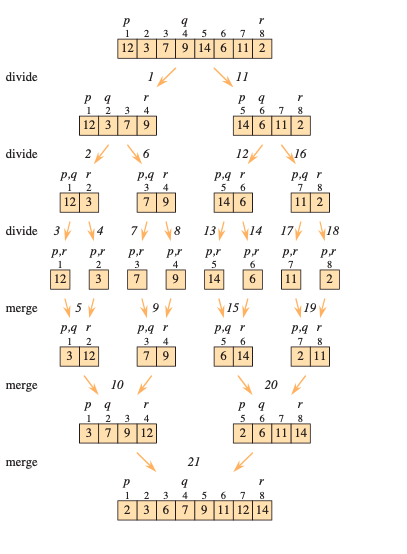 p q r
1 2 3 4 5 6 7 8
12 3 7 9 14 6 11 2
divide 1 11
p q r p q r
1 2 3 4 5 6 7 8
12 3 7 9 14 6 11 2
divide 2 6 12 16
p,q r p,q r p,q r p,q r
1 2 3 4 5 6 7 8
12 3 7 9 14 6 11 2
divide 3 4 7 8 13 14 17 18
p,r p,r p,r p,r p,r p,r p,r p,r
1 2 3 4 5 6 7 8
12 3 7 9 14 6 11 2
merge 5 9 15 19
p,q r p,q r p,q r p,q r
1 2 3 4 5 6 7 8
3 12 7 9 6 14 2 11
merge 10 20
p q r p q r
1 2 3 4 5 6 7 8
3 7 9 12 2 6 11 14
merge 21
p q r
1 2 3 4 5 6 7 8
2 3 6 7 9 11 12 14